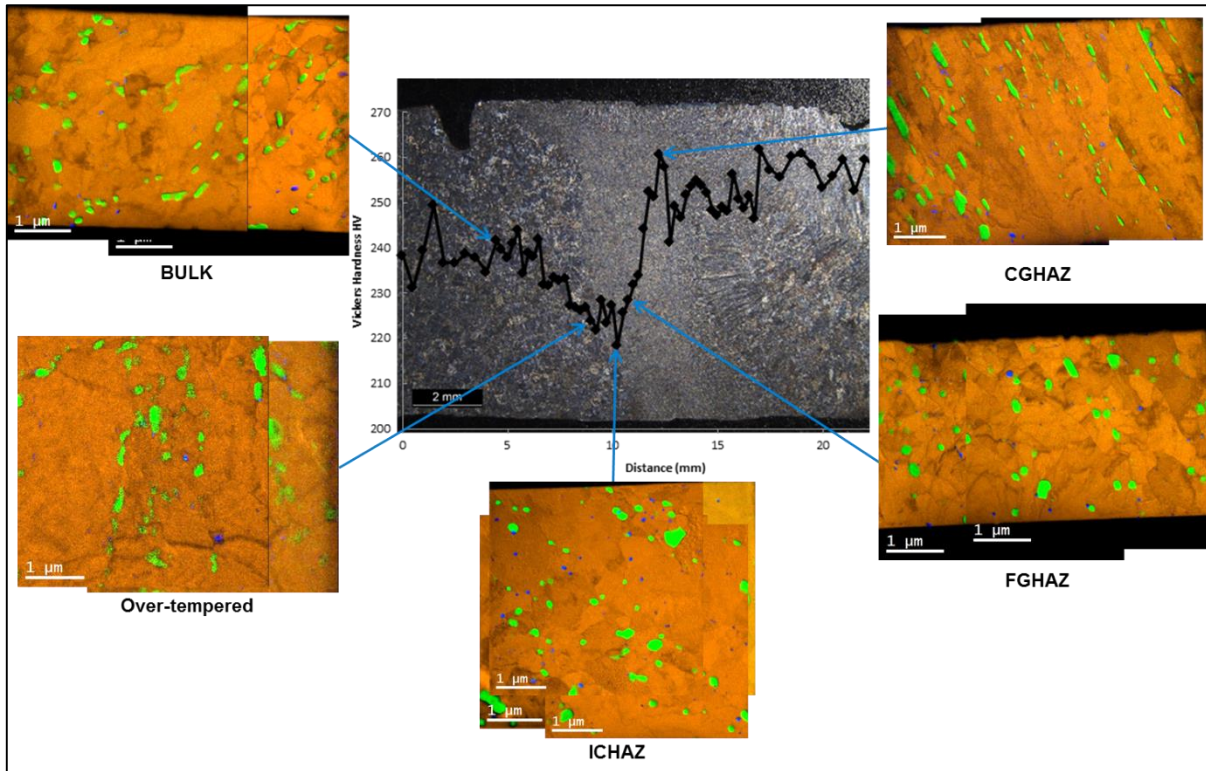 1 µm
1 µm
BULK
1 µm
CGHAZ
270
260
250
240
230
220
210
200
Vickers Hardness HV
2 mm
0
5
10
15
20
Distance (mm)
1 µm
Over-tempered
1 µm
1 µm
1 µm
ICHAZ
1 µm
1 µm
FGHAZ